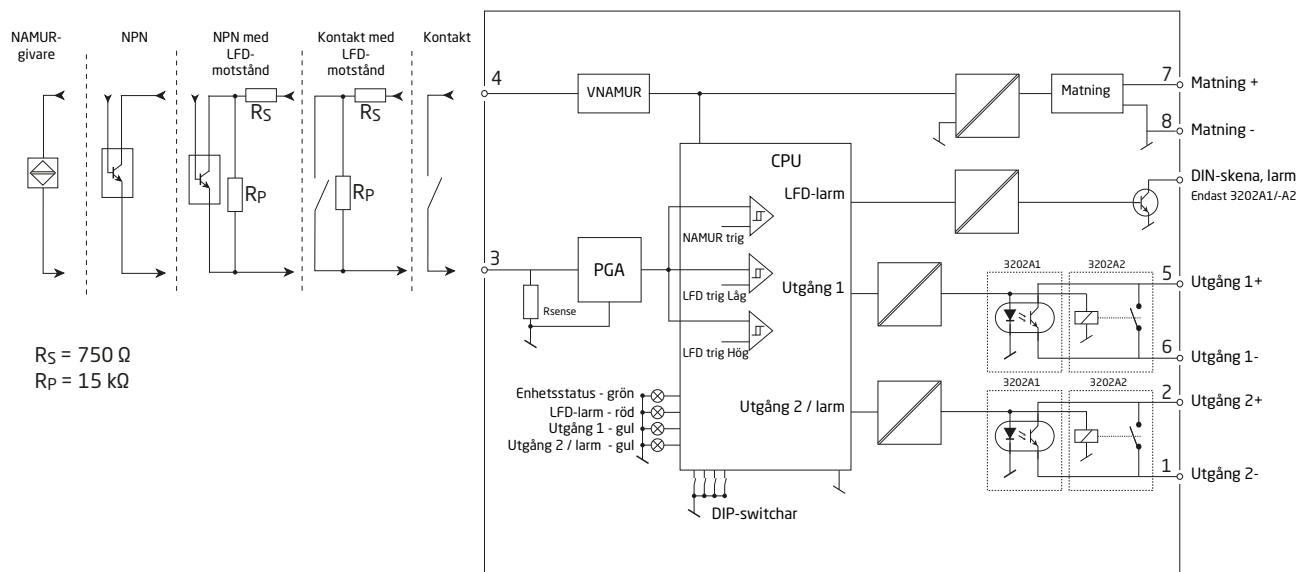 NAMUR-
givare
NPN
NPN med
LFD-
motstånd
Kontakt med
LFD-
motstånd
Kontakt
RS
RP
RS
RP
RS = 750 Ω
RP = 15 kΩ
4
VNAMUR
Matning
7
Matning +
8
Matning -
CPU
LFD-larm
DIN-skena, larm
Endast 3202A1/-A2
NAMUR trig
3
PGA
Rsense
LFD trig Låg
LFD trig Hög
Utgång 1
3202A1
3202A2
5
Utgång 1+
6
Utgång 1-
Enhetsstatus - grön
LFD-larm - röd
Utgång 1 - gul
Utgång 2 / larm - gul
Utgång 2 / larm
3202A1
3202A2
2
Utgång 2+
1
Utgång 2-
DIP-switchar